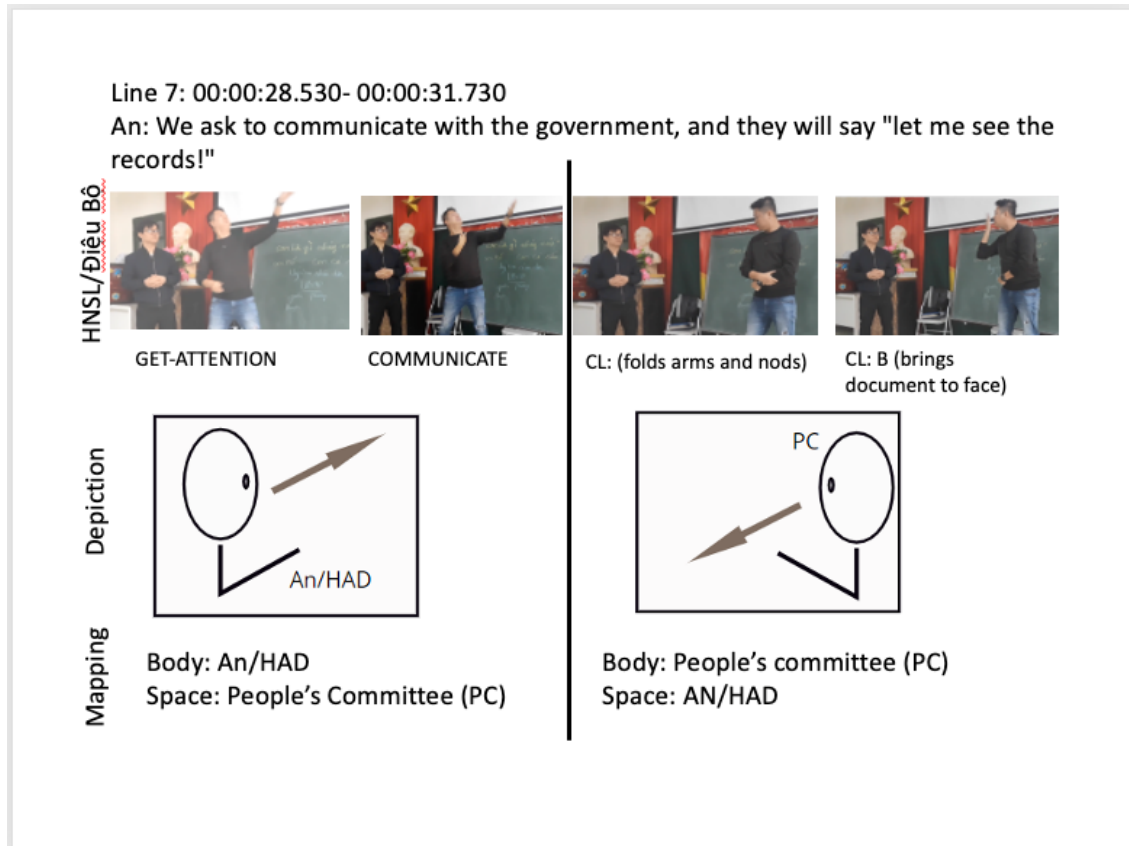 Line 7: 00:00:28.530- 00:00:31.730
An: We ask to communicate with the government, and they will say "let me see the
records!"
HNSL/Điệu Bộ
GET-ATTENTION
COMMUNICATE
CL: (folds arms and nods)
CL: B (brings
document to face)
Depiction
An/HAD
PC
Mapping
Body: An/HAD
Space: People’s Committee (PC)
Body: People’s committee (PC)
Space: AN/HAD